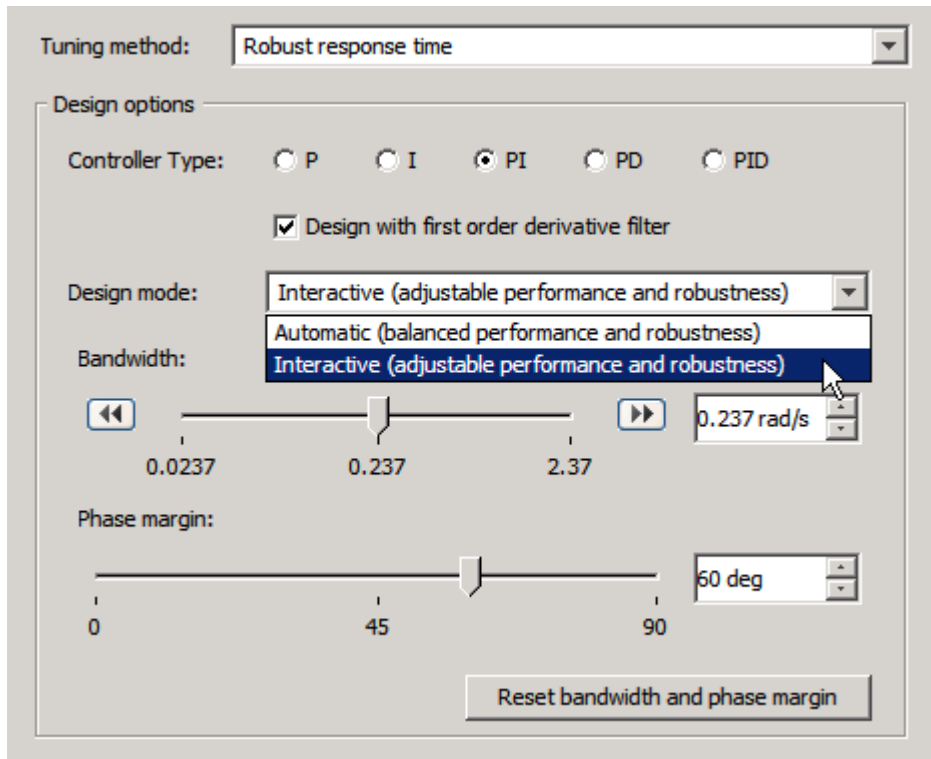 Tuning method: Robust response time
Design options
Controller Type: P I PI PD PID
Design with first order derivative filter
Design mode: Interactive (adjustable performance and robustness)
Automatic (balanced performance and robustness)
Bandwidth: Interactive (adjustable performance and robustness)
0.237 rad/s
0.0237 0.237 2.37
Phase margin:
60 deg
0 45 90
Reset bandwidth and phase margin